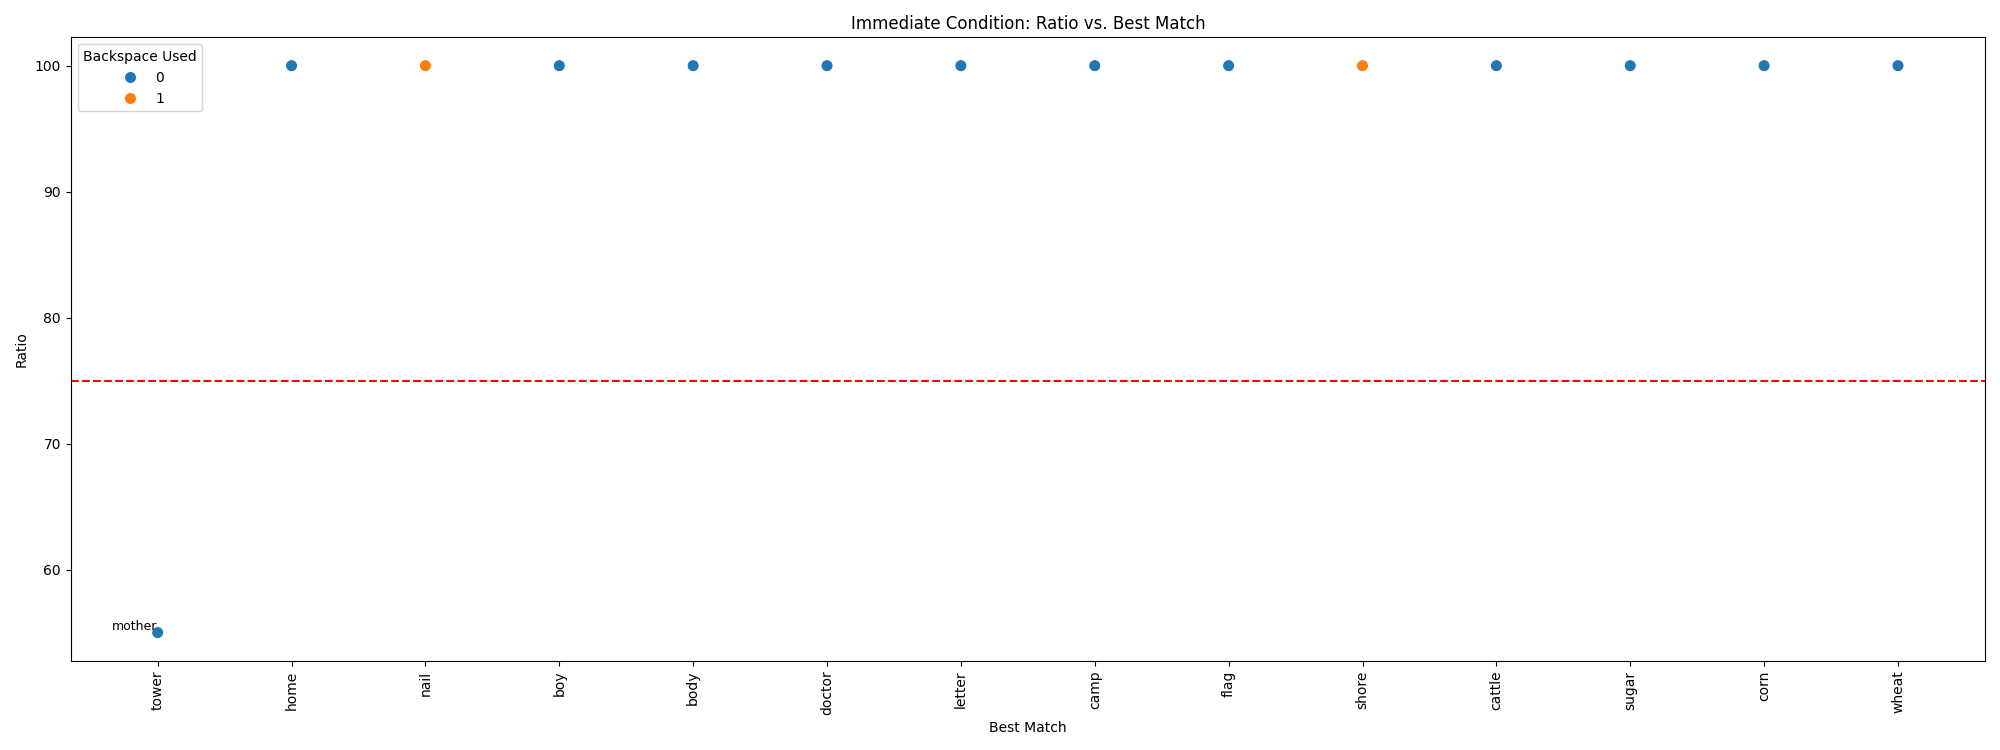 Immediate Condition: Ratio vs. Best Match
Backspace Used
0
1
100
90
80
70
60
Ratio
mother
tower
home
nail
boy
body
doctor
letter
camp
flag
shore
cattle
sugar
corn
wheat
Best Match